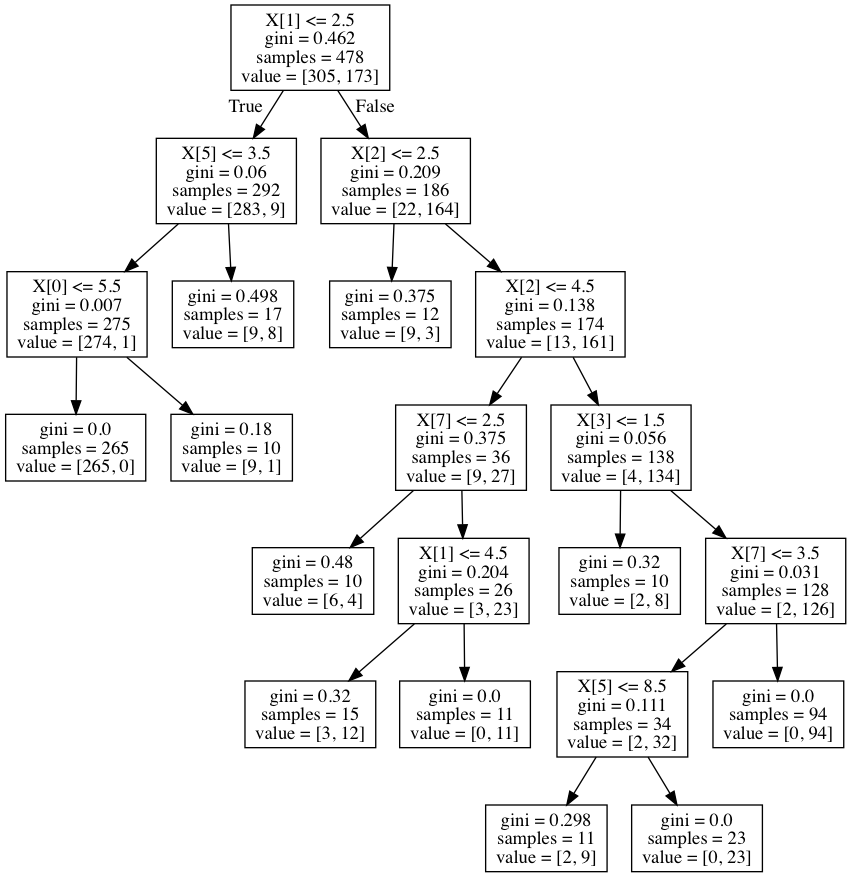 X[1] <= 2.5
gini = 0.462
samples = 478
value = [305, 173]
True
False
X[5] <= 3.5
gini = 0.06
samples = 292
value = [283, 9]
X[2] <= 2.5
gini = 0.209
samples = 186
value = [22, 164]
X[0] <= 5.5
gini = 0.007
samples = 275
value = [274, 1]
gini = 0.498
samples = 17
value = [9, 8]
gini = 0.375
samples = 12
value = [9, 3]
X[2] <= 4.5
gini = 0.138
samples = 174
value = [13, 161]
gini = 0.0
samples = 265
value = [265, 0]
gini = 0.18
samples = 10
value = [9, 1]
X[7] <= 2.5
gini = 0.375
samples = 36
value = [9, 27]
X[3] <= 1.5
gini = 0.056
samples = 138
value = [4, 134]
gini = 0.48
samples = 10
value = [6, 4]
X[1] <= 4.5
gini = 0.204
samples = 26
value = [3, 23]
gini = 0.32
samples = 10
value = [2, 8]
X[7] <= 3.5
gini = 0.031
samples = 128
value = [2, 126]
gini = 0.32
samples = 15
value = [3, 12]
gini = 0.0
samples = 11
value = [0, 11]
X[5] <= 8.5
gini = 0.111
samples = 34
value = [2, 32]
gini = 0.0
samples = 94
value = [0, 94]
gini = 0.298
samples = 11
value = [2, 9]
gini = 0.0
samples = 23
value = [0, 23]